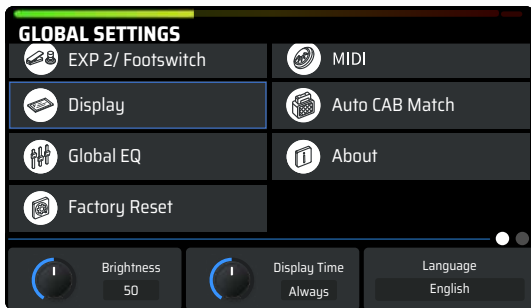 GLOBAL SETTINGS
EXP 2/ Footswitch
MIDI
Display
Auto CAB Match
Global EQ
About
Factory Reset
Brightness
50
Display Time
Always
Language
English